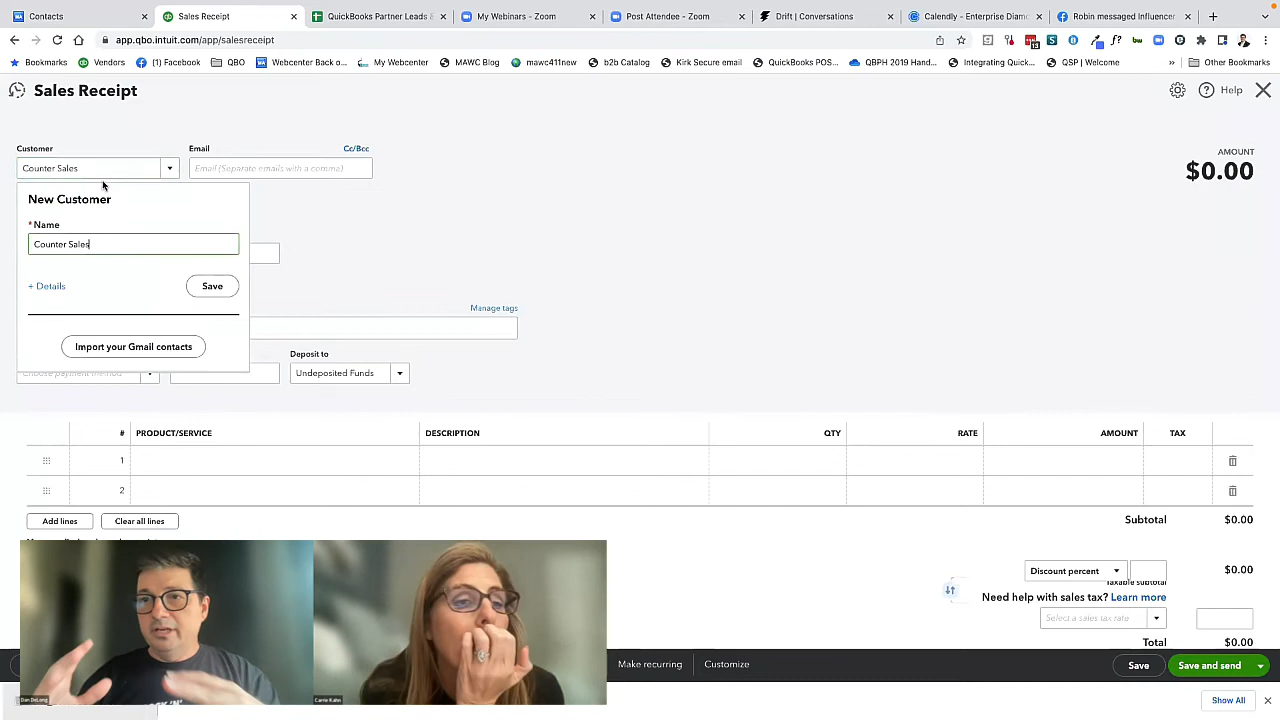 Contacts
Sales Receipt
QuickBooks Partner Leads &
My Webinars – Zoom
Post Attendee – Zoom
Drift | Conversations
Calendly – Enterprise Diam
Robin messaged Influencer
app.qbo.intuit.com/app/salesreceipt
Bookmarks
Vendors
(1) Facebook
QBO
Webcenter Back o...
My Webcenter
MAWC Blog
mawc411new
b2b Catalog
Kirk Secure email
QuickBooks POS...
QBPH 2019 Hand...
Integrating Quick...
QSP | Welcome
»
Other Bookmarks
Sales Receipt
Help
Customer
Email
Cc/Bcc
AMOUNT
Counter Sales
Email (Separate emails with a comma)
$0.00
New Customer
*Name
Counter Sales
+ Details
Save
Manage tags
Import your Gmail contacts
Deposit to
Choose payment method
Undeposited Funds
#
PRODUCT/SERVICE
DESCRIPTION
QTY
RATE
AMOUNT
TAX
1
2
Add lines
Clear all lines
Subtotal
$0.00
Discount percent
$0.00
Taxable subtotal
Need help with sales tax? Learn more
Select a sales tax rate
Total
$0.00
Make recurring
Customize
Save
Save and send
Dan DeLong
Carrie Kahn
Show All